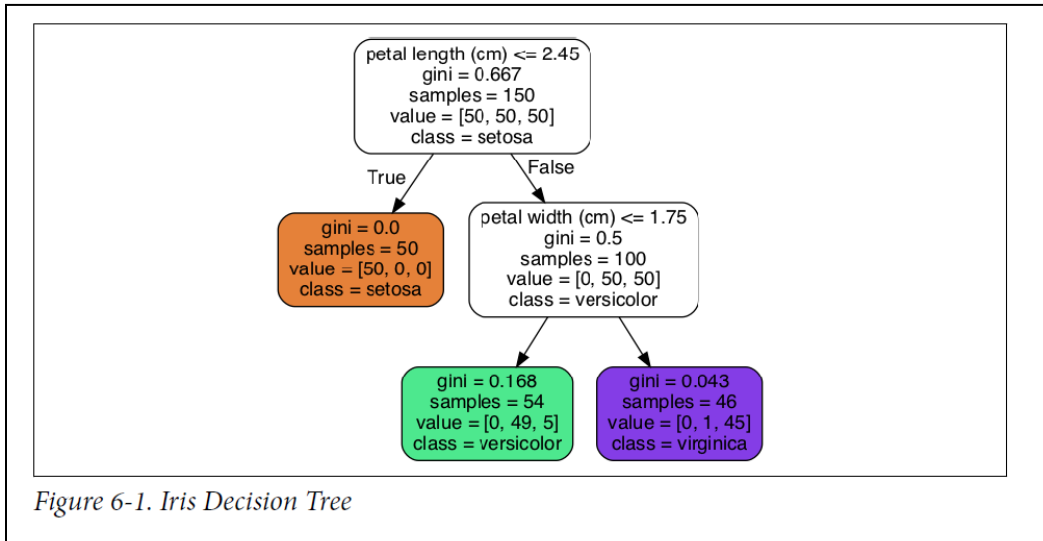 petal length (cm) <= 2.45
gini = 0.667
samples = 150
value = [50, 50, 50]
class = setosa
True
False
gini = 0.0
samples = 50
value = [50, 0, 0]
class = setosa
petal width (cm) <= 1.75
gini = 0.5
samples = 100
value = [0, 50, 50]
class = versicolor
gini = 0.168
samples = 54
value = [0, 49, 5]
class = versicolor
gini = 0.043
samples = 46
value = [0, 1, 45]
class = virginica
Figure 6-1. Iris Decision Tree